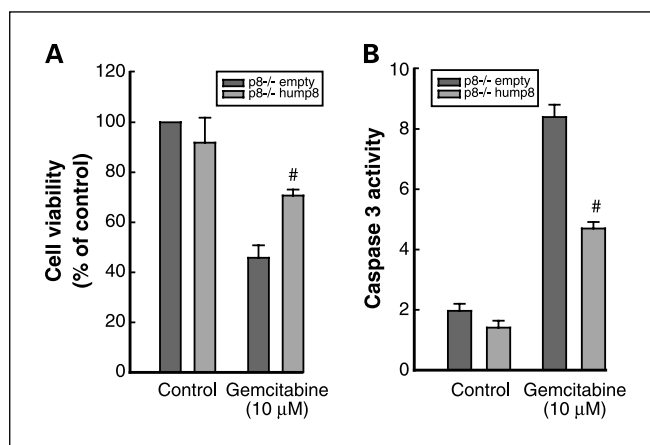 A
120
100
80
60
40
20
0
Cell viability
(% of control)
p8-/- empty
p8-/- hump8
#
Control
Gemcitabine
(10 μM)
B
10
8
6
4
2
0
Caspase 3 activity
p8-/- empty
p8-/- hump8
#
Control
Gemcitabine
(10 μM)